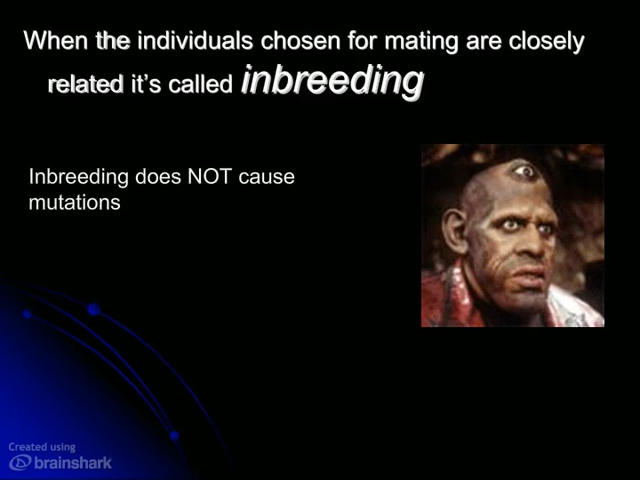 When the individuals chosen for mating are closely
related it's called inbreeding
Inbreeding does NOT cause
mutations
Created using
brainshark